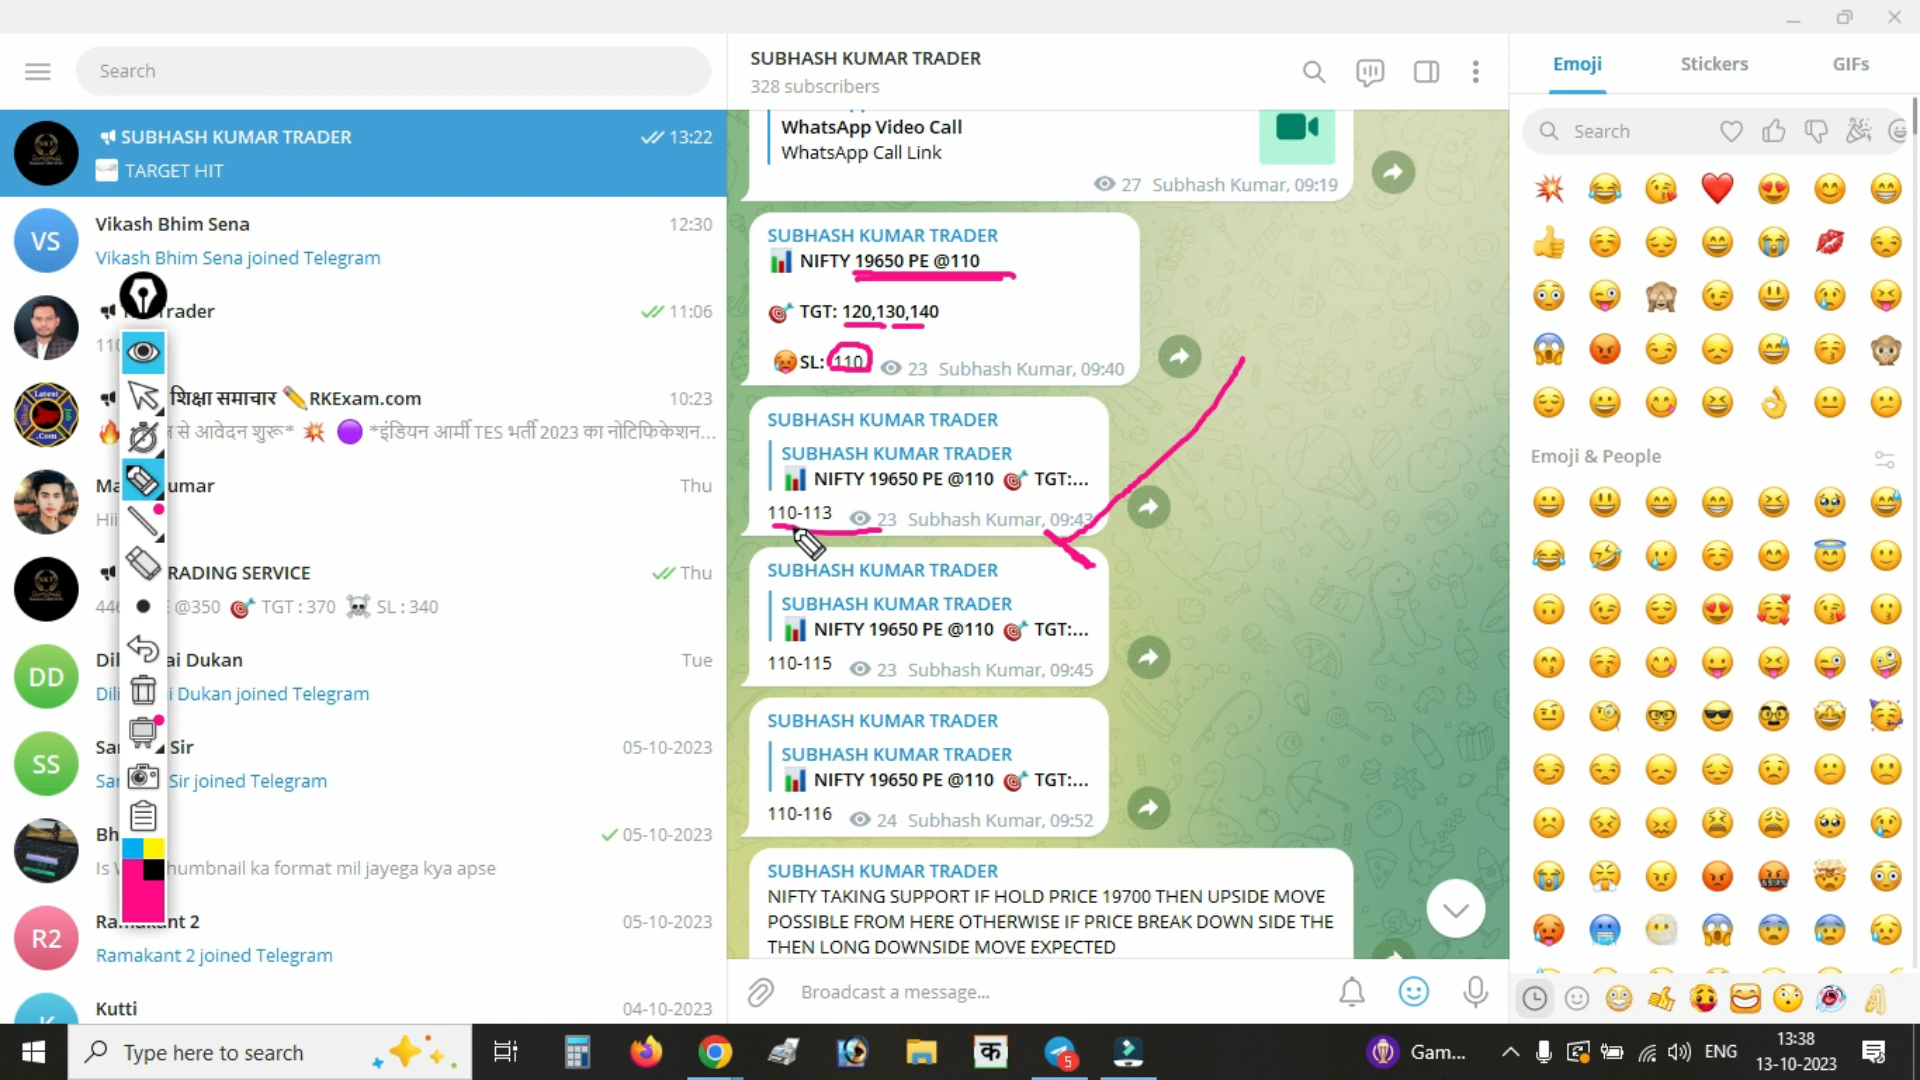 Search
SUBHASH KUMAR TRADER
13:22
TARGET HIT
VS
Vikash Bhim Sena
12:30
Vikash Bhim Sena joined Telegram
Trader
11:06
शिक्षा समाचार ✏️RKExam.com
10:23
से आवेदन शुरू* 💥 🟣 *इंडियन आर्मी TES भर्ती 2023 का नोटिफिकेशन...
Thu
Hii
RADING SERVICE
Thu
@350 🎯 TGT : 370 ☠️ SL : 340
DD
Tue
Dukan joined Telegram
SS
Sir
05-10-2023
Sir joined Telegram
05-10-2023
humbnail ka format mil jayega kya apse
R2
05-10-2023
Ramakant 2 joined Telegram
Kutti
04-10-2023
SUBHASH KUMAR TRADER
328 subscribers
WhatsApp Video Call
WhatsApp Call Link
27 Subhash Kumar, 09:19
SUBHASH KUMAR TRADER
📊 NIFTY 19650 PE @110
🎯 TGT: 120,130,140
🥵 SL: 110
23 Subhash Kumar, 09:40
SUBHASH KUMAR TRADER
SUBHASH KUMAR TRADER
📊 NIFTY 19650 PE @110 🎯 TGT:...
110-113
23 Subhash Kumar, 09:43
SUBHASH KUMAR TRADER
SUBHASH KUMAR TRADER
📊 NIFTY 19650 PE @110 🎯 TGT:...
110-115
23 Subhash Kumar, 09:45
SUBHASH KUMAR TRADER
SUBHASH KUMAR TRADER
📊 NIFTY 19650 PE @110 🎯 TGT:...
110-116
24 Subhash Kumar, 09:52
SUBHASH KUMAR TRADER
NIFTY TAKING SUPPORT IF HOLD PRICE 19700 THEN UPSIDE MOVE
POSSIBLE FROM HERE OTHERWISE IF PRICE BREAK DOWN SIDE THE
THEN LONG DOWNSIDE MOVE EXPECTED
Broadcast a message...
Emoji
Stickers
GIFs
Search
Emoji & People
Type here to search
क
5
Gam...
ENG
13:38
13-10-2023